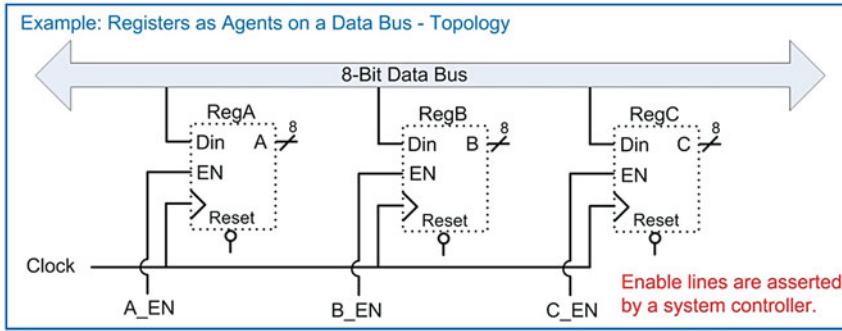 Example: Registers as Agents on a Data Bus - Topology
8-Bit Data Bus
RegA
RegB
RegC
8
8
8
Din A
Din B
Din C
EN
EN
EN
Reset
Reset
Reset
Clock
A_EN
B_EN
C_EN
Enable lines are asserted
by a system controller.